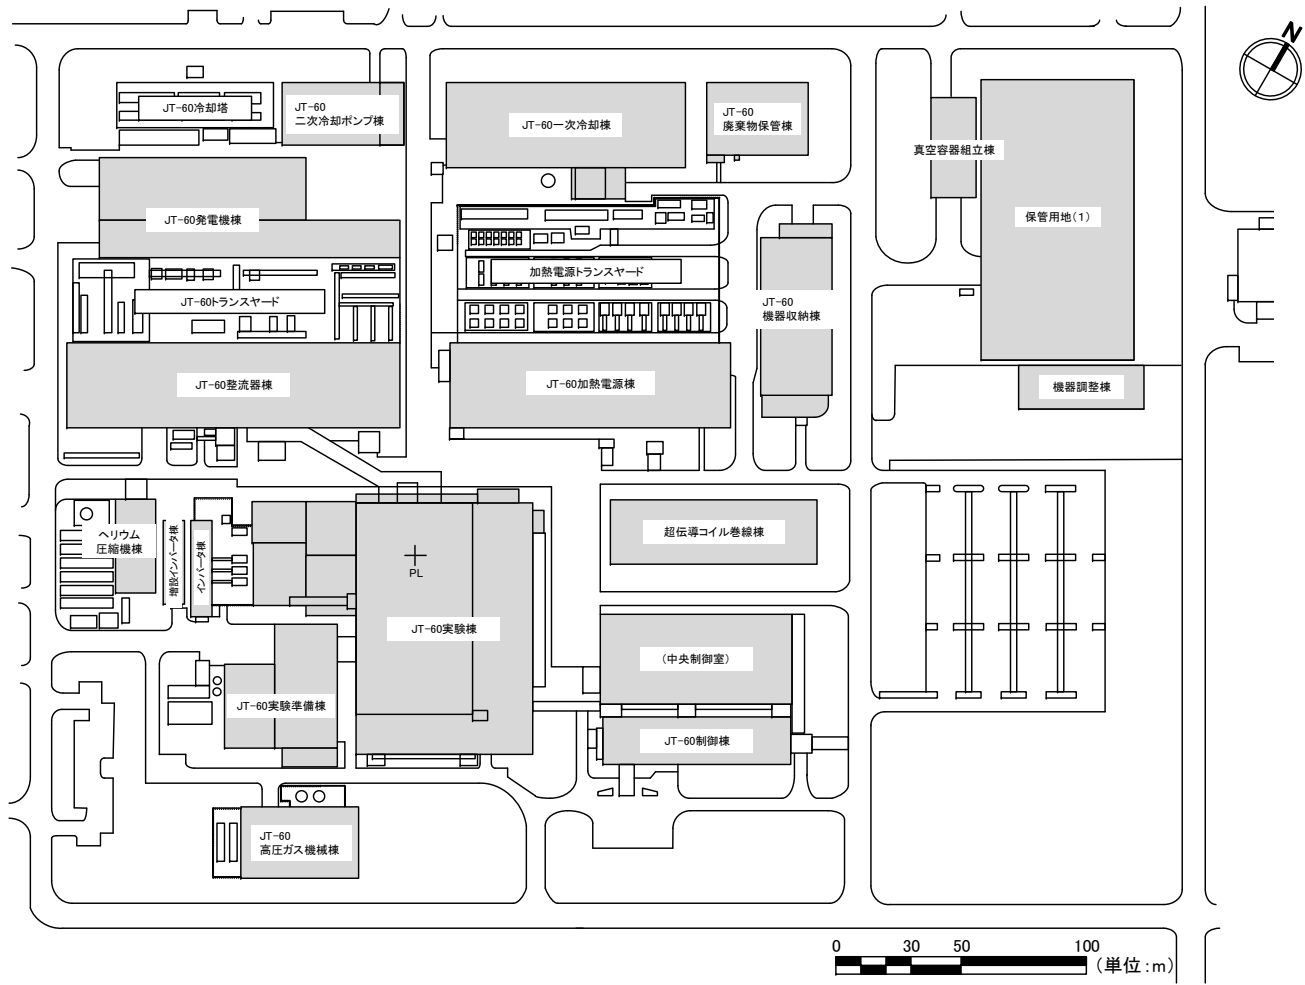 N
JT-60冷却塔
JT-60
二次冷却ポンプ棟
JT-60一次冷却棟
JT-60
廃棄物保管棟
真空容器組立棟
保管用地(1)
JT-60発電機棟
加熱電源トランスヤード
JT-60トランスヤード
JT-60
機器収納棟
JT-60整流器棟
JT-60加熱電源棟
機器調整棟
ヘリウム
圧縮機棟
増設インバータ棟
インバータ棟
超伝導コイル巻線棟
PL
JT-60実験棟
(中央制御室)
JT-60実験準備棟
JT-60制御棟
JT-60
高圧ガス機械棟
0 30 50 100
(単位:m)